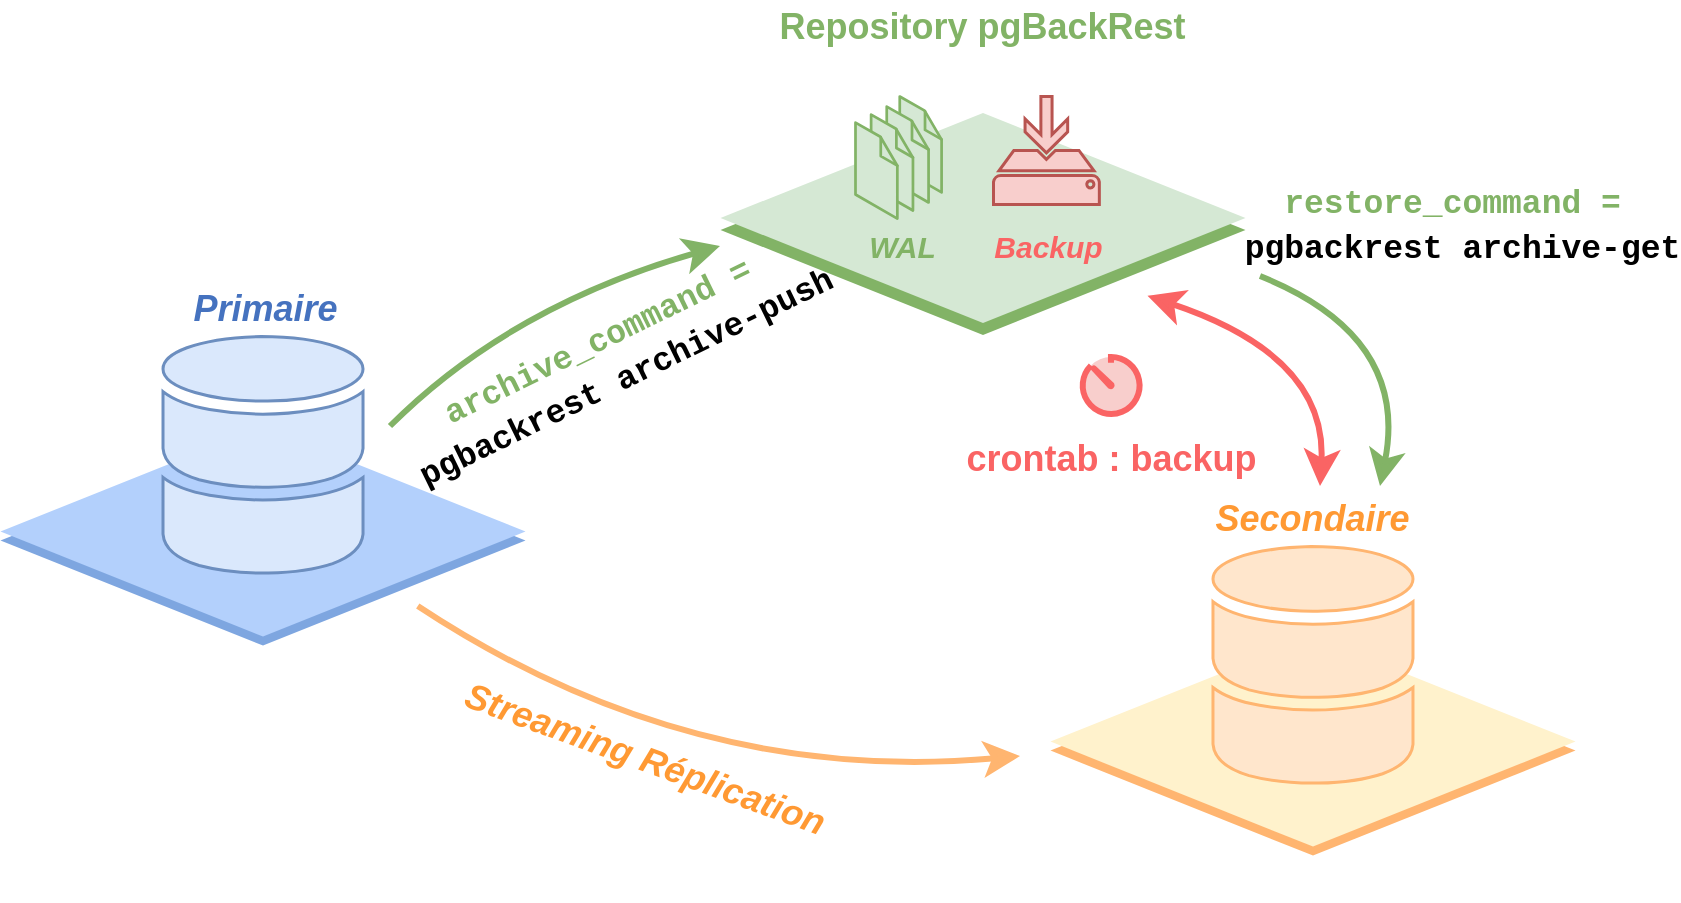 Repository pgBackRest
WAL
Backup
restore_command =
pgbackrest archive-get
archive_command =
pgbackrest archive-push
Primaire
crontab : backup
Secondaire
Streaming Réplication